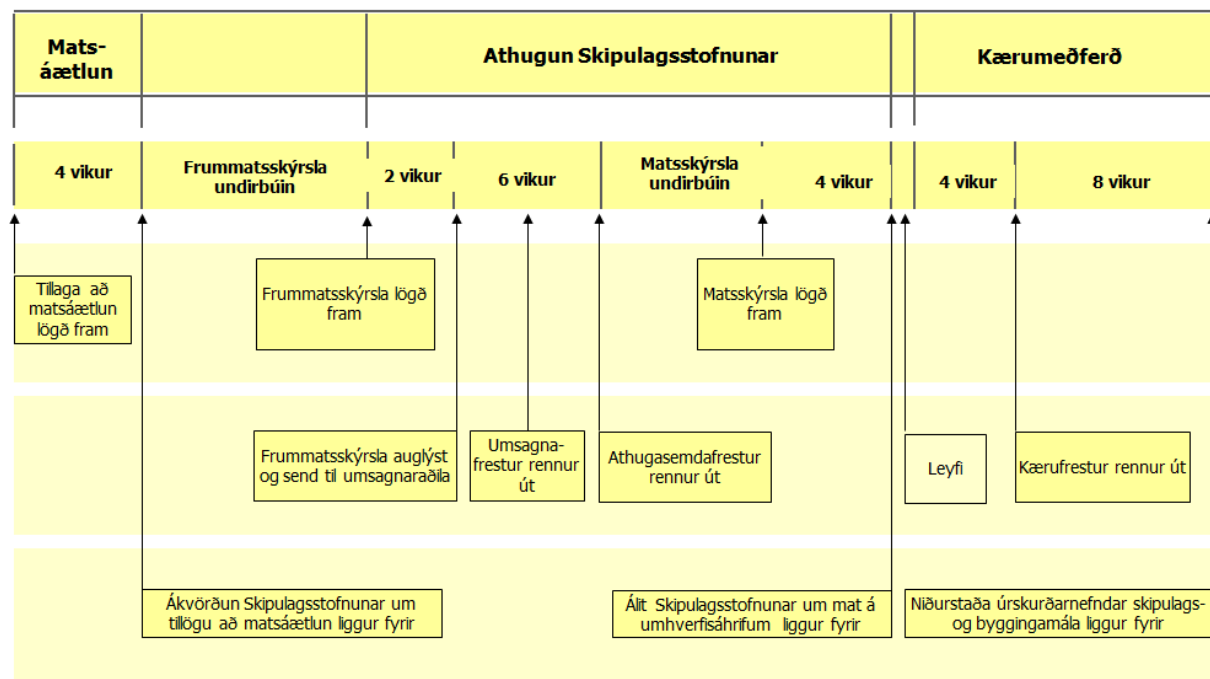 Mats-
áætlun
Athugun Skipulagsstofnunar
Kærumeðferð
4 vikur
Frummatsskýrsla
undirbúin
2 vikur
6 vikur
Matsskýrsla
undirbúin
4 vikur
4 vikur
8 vikur
Tillaga að
matsáætlun
lögð fram
Frummatsskýrsla lögð
fram
Matsskýrsla lögð
fram
Frummatsskýrsla auglýst
og send til umsagnaraðila
Umsagna-
frestur rennur
út
Athugasemdafrestur
rennur út
Leyfi
Kærufrestur rennur út
Ákvörðun Skipulagsstofnunar um
tillögu að matsáætlun liggur fyrir
Álit Skipulagsstofnunar um mat á
umhverfisáhrifum liggur fyrir
Niðurstaða úrskurðarnefndar skipulags-
og byggingamála liggur fyrir